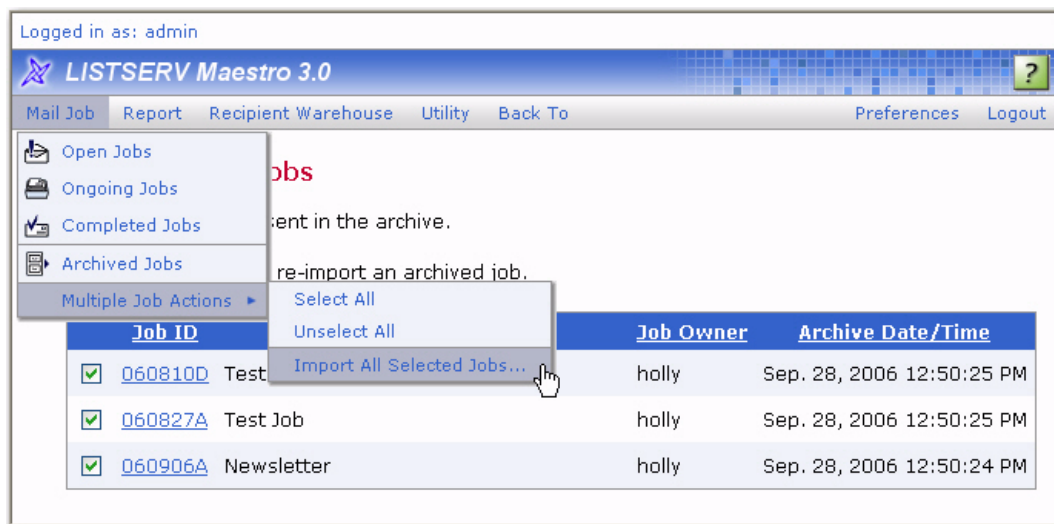 Logged in as: admin
LISTSERV Maestro 3.0 ?
Mail Job Report Recipient Warehouse Utility Back To Preferences Logout
Open Jobs
Ongoing Jobs
Completed Jobs
Archived Jobs
Multiple Job Actions
Select All
Unselect All
Import All Selected Jobs...
in the archive.
re-import an archived job.
Job ID Job Owner Archive Date/Time
060810D Test holly Sep. 28, 2006 12:50:25 PM
060827A Test Job holly Sep. 28, 2006 12:50:25 PM
060906A Newsletter holly Sep. 28, 2006 12:50:24 PM